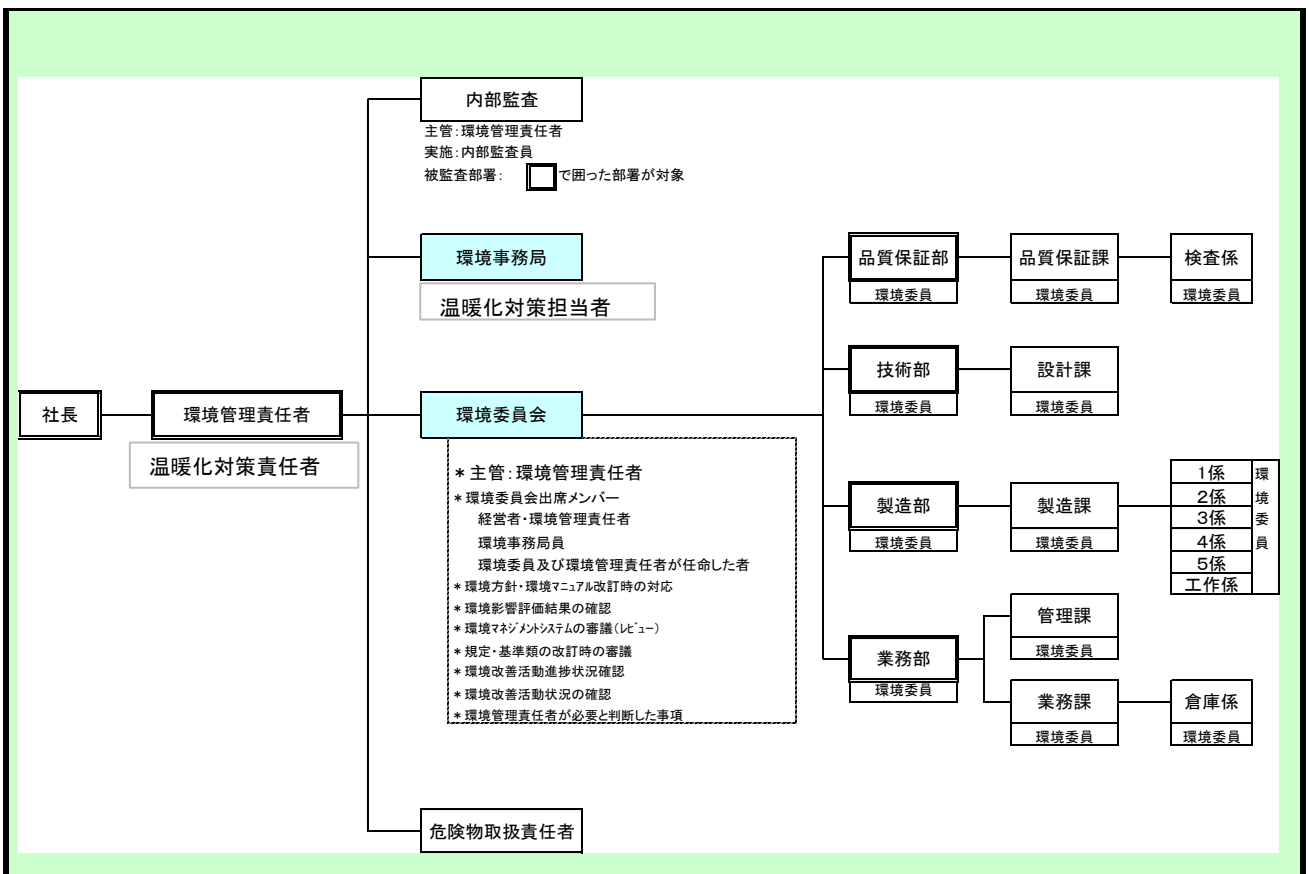 内部監査
主管:環境管理責任者
実施:内部監査員
被監査部署: で囲った部署が対象
環境事務局
温暖化対策担当者
社長
環境管理責任者
温暖化対策責任者
環境委員会
*主管:環境管理責任者
*環境委員会出席メンバー
経営者・環境管理責任者
環境事務局員
環境委員及び環境管理責任者が任命した者
*環境方針・環境マニュアル改訂時の対応
*環境影響評価結果の確認
*環境マネジメントシステムの審議(レビュー)
*規定・基準類の改訂時の審議
*環境改善活動進捗状況確認
*環境改善活動状況の確認
*環境管理責任者が必要と判断した事項
危険物取扱責任者
品質保証部
環境委員
品質保証課
環境委員
検査係
環境委員
技術部
環境委員
設計課
環境委員
製造部
環境委員
製造課
環境委員
1係
2係
3係
4係
5係
工作係
環境委員
業務部
環境委員
管理課
環境委員
業務課
環境委員
倉庫係
環境委員